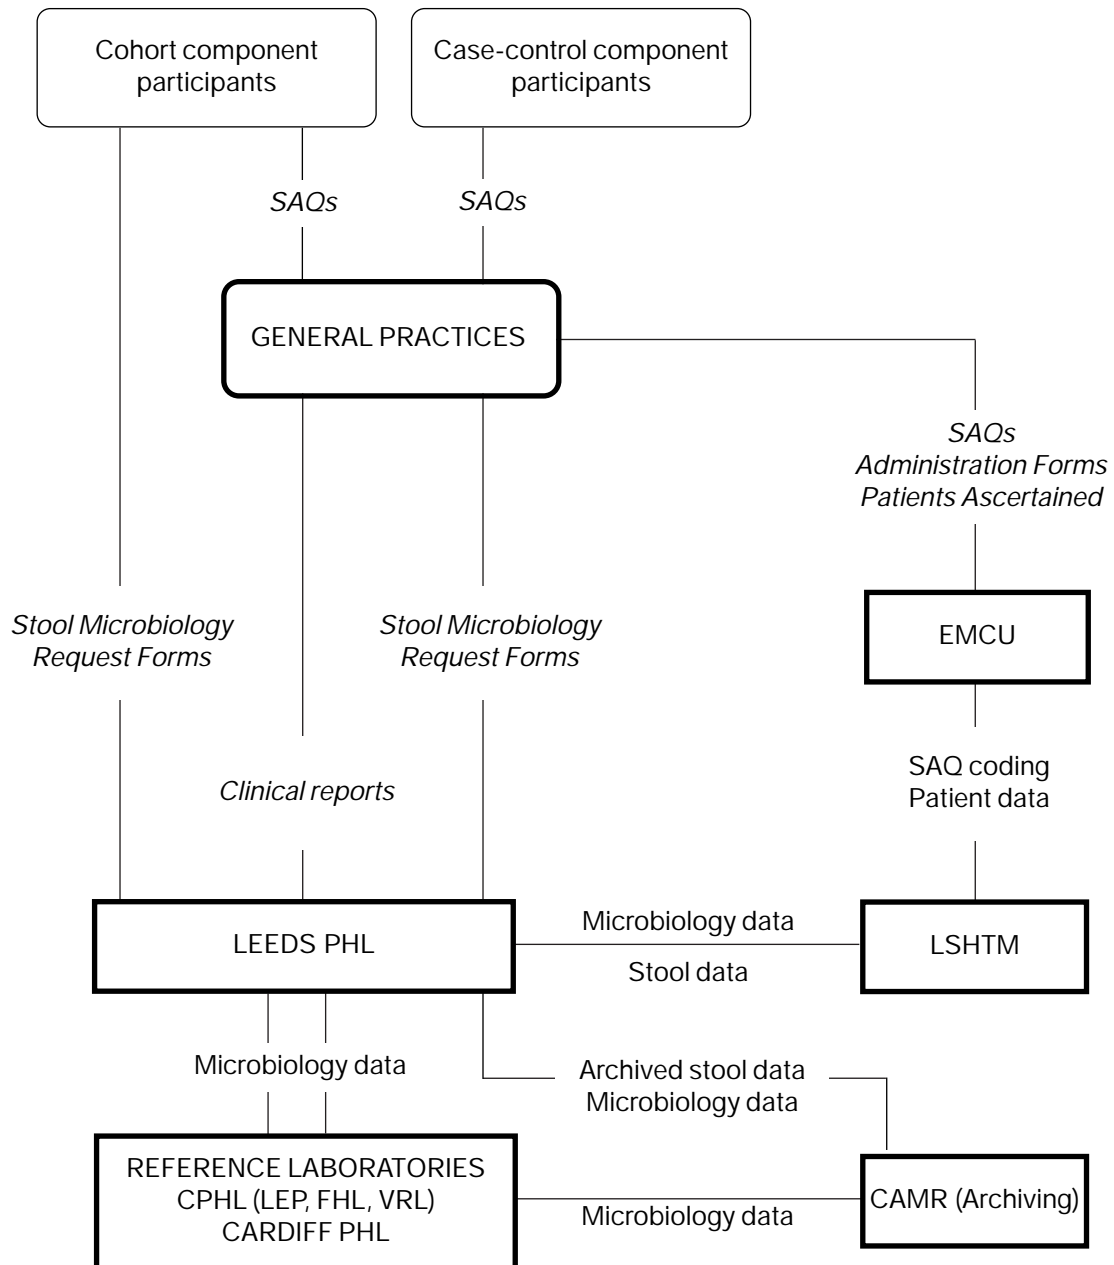 Cohort component
participants
Case-control component
participants
SAQs
SAQs
GENERAL PRACTICES
SAQs
Administration Forms
Patients Ascertained
Stool Microbiology
Request Forms
Stool Microbiology
Request Forms
EMCU
Clinical reports
SAQ coding
Patient data
LEEDS PHL
Microbiology data
Stool data
LSHTM
Microbiology data
Archived stool data
Microbiology data
REFERENCE LABORATORIES
CPHL (LEP, FHL, VRL)
CARDIFF PHL
Microbiology data
CAMR (Archiving)